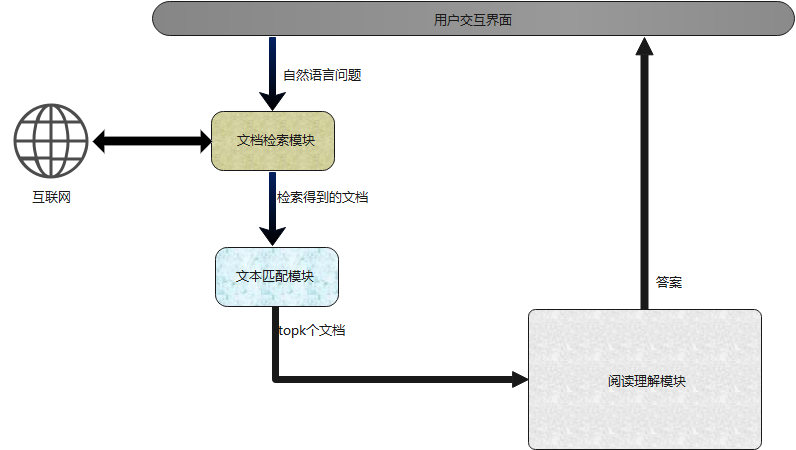 用户交互界面
自然语言问题
文档检索模块
互联网
检索得到的文档
文本匹配模块
答案
topk个文档
阅读理解模块